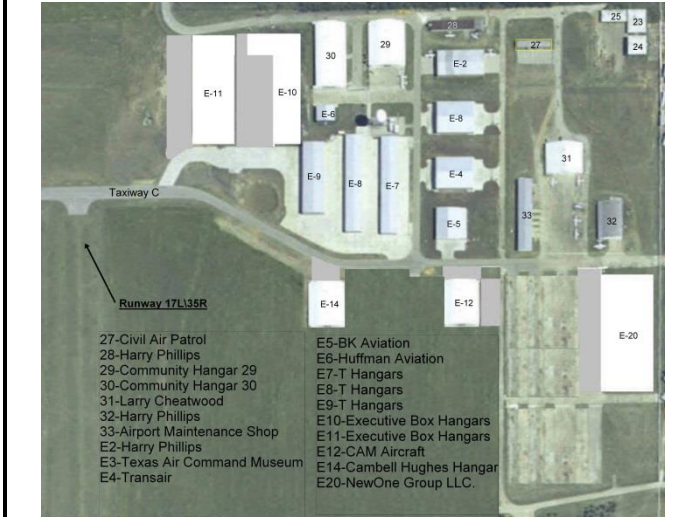 28
25
23
24
27
30
29
E-2
E-11
E-10
E-6
E-8
E-9
E-8
E-7
E-4
31
E-5
33
32
Taxiway C
Runway 17L\35R
E-14
E-12
E-20
27-Civil Air Patrol
28-Harry Phillips
29-Community Hangar 29
30-Community Hangar 30
31-Larry Cheatwood
32-Harry Phillips
33-Airport Maintenance Shop
E2-Harry Phillips
E3-Texas Air Command Museum
E4-Transair
E5-BK Aviation
E6-Huffman Aviation
E7-T Hangars
E8-T Hangars
E9-T Hangars
E10-Executive Box Hangars
E11-Executive Box Hangars
E12-CAM Aircraft
E14-Cambell Hughes Hangar
E20-NewOne Group LLC.